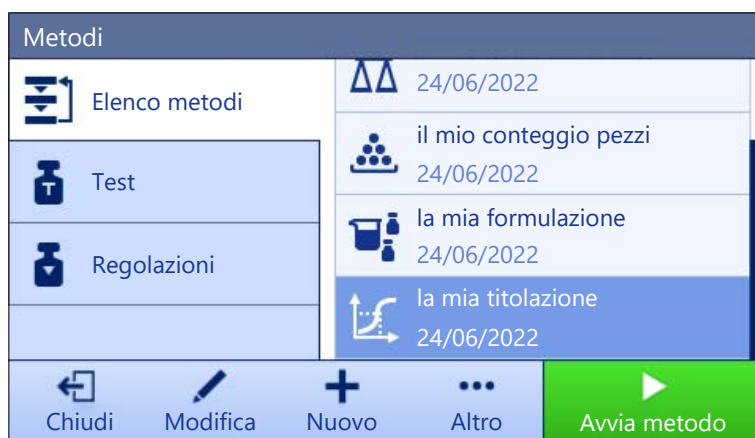 Metodi
Elenco metodi
Test
Regolazioni
24/06/2022
il mio conteggio pezzi
24/06/2022
la mia formulazione
24/06/2022
la mia titolazione
24/06/2022
Chiudi
Modifica
Nuovo
Altro
Avvia metodo